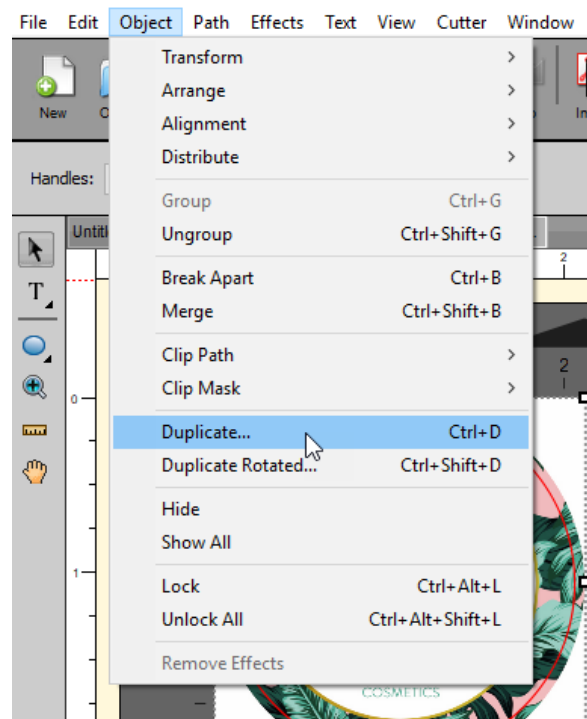 File Edit Object Path Effects Text View Cutter Window
New
Handles:
Transform
Arrange
Alignment
Distribute
Group Ctrl+G
Ungroup Ctrl+Shift+G
Break Apart Ctrl+B
Merge Ctrl+Shift+B
Clip Path
Clip Mask
Duplicate... Ctrl+D
Duplicate Rotated... Ctrl+Shift+D
Hide
Show All
Lock Ctrl+Alt+L
Unlock All Ctrl+Alt+Shift+L
Remove Effects
T
2
2
0
1
COSMETICS